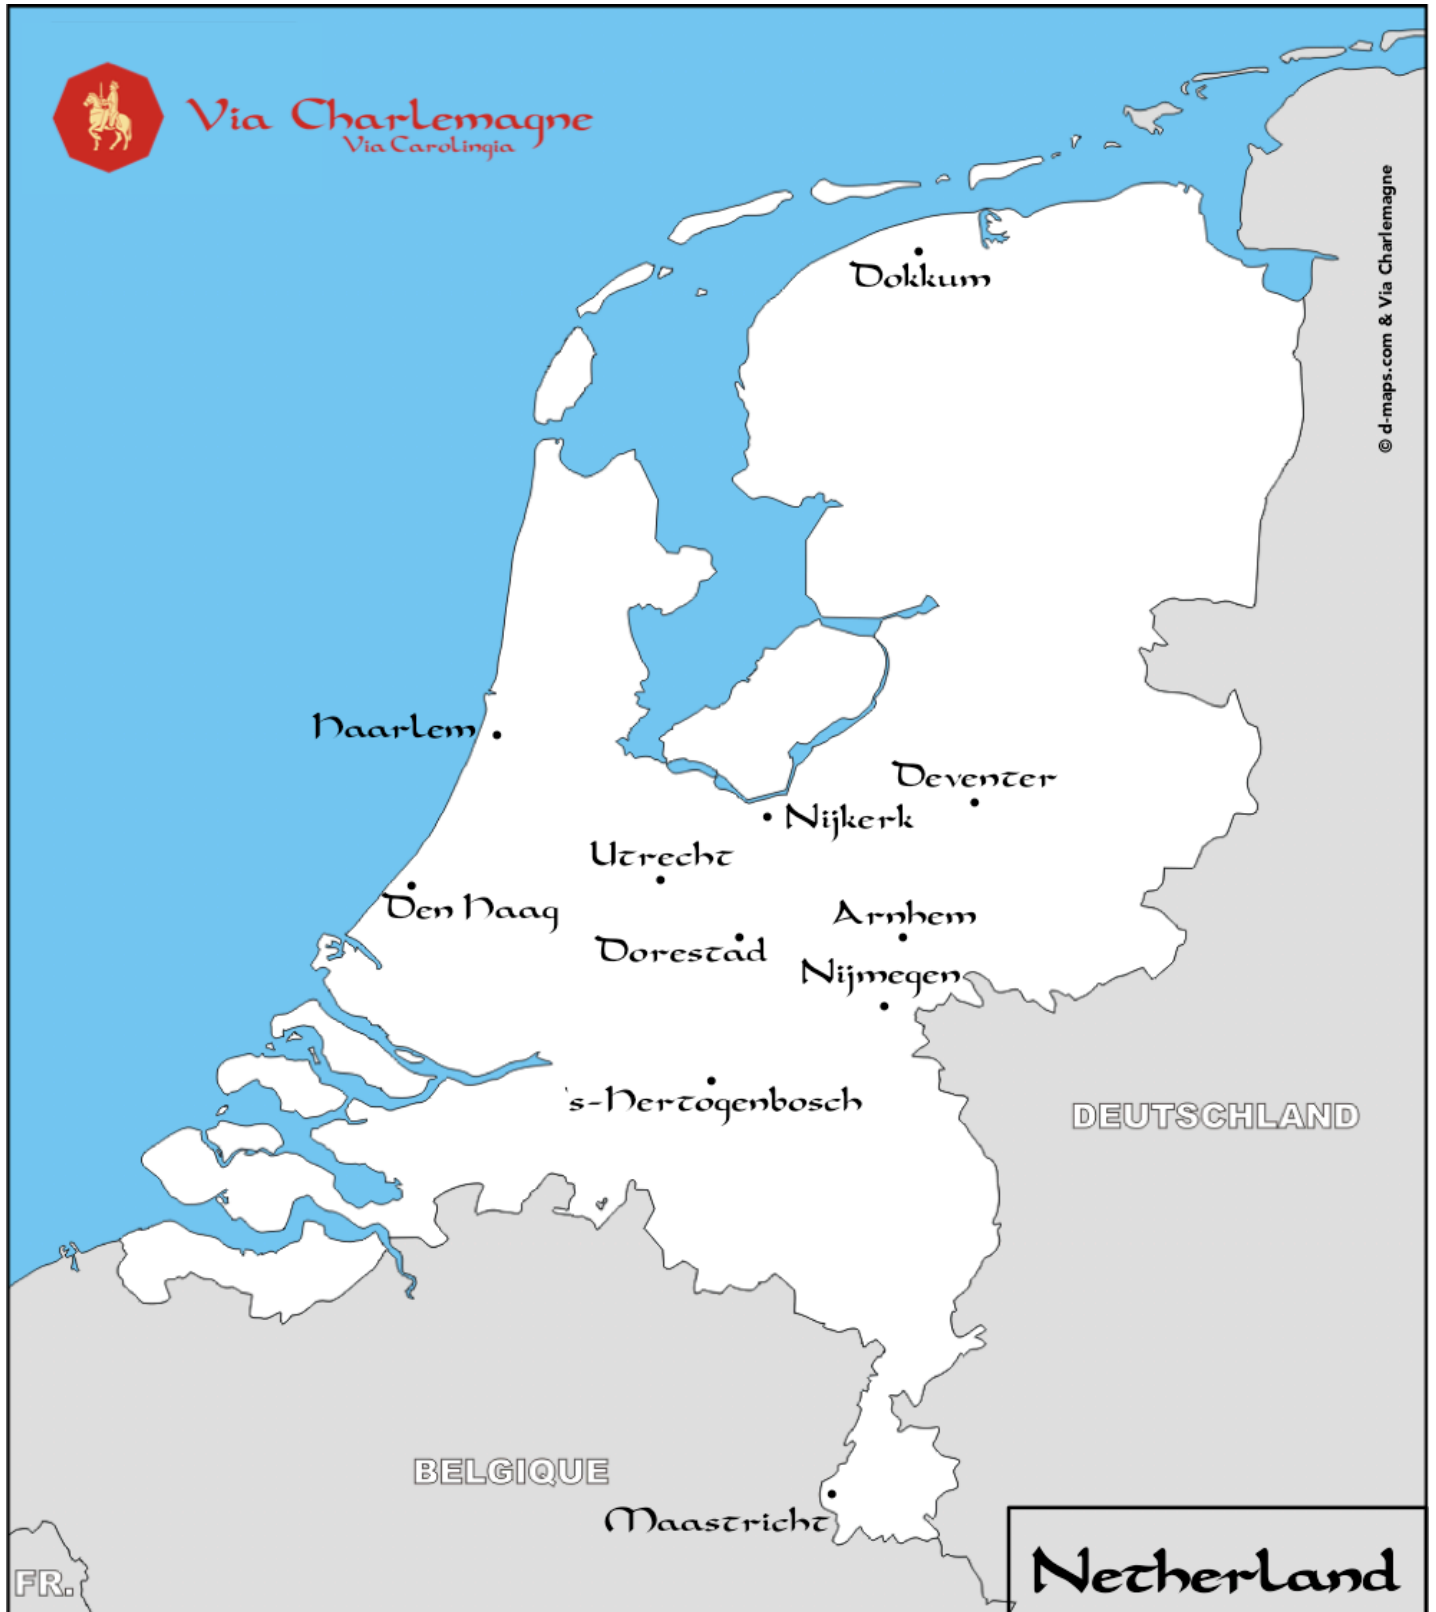 Via Charlemagne
Via Carolingia
© d-maps.com & Via Charlemagne
Dokkum
Haarlem
Deventer
Nijkerk
Utrecht
Den Haag
Arnhem
Dorestad
Nijmegen
's-Hertogenbosch
DEUTSCHLAND
BELGIQUE
Maastricht
FR.
Netherland